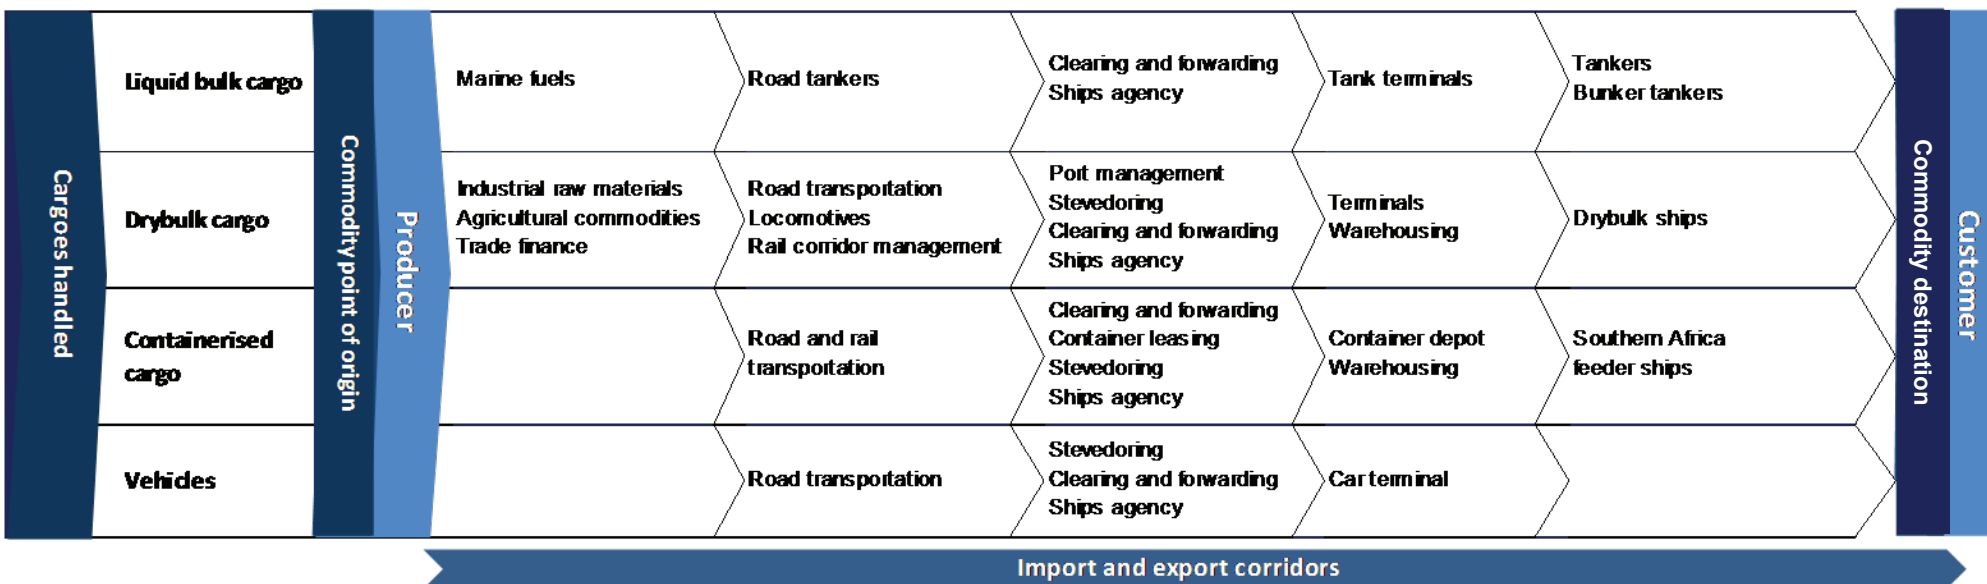 Cargoes handled
Commodity point of origin
Producer
Liquid bulk cargo
Marine fuels
Road tankers
Clearing and forwarding
Ships agency
Tank terminals
Tankers
Bunker tankers
Drybulk cargo
Industrial raw materials
Agricultural commodities
Trade finance
Road transportation
Locomotives
Rail corridor management
Port management
Stevedoring
Clearing and forwarding
Ships agency
Terminals
Warehousing
Drybulk ships
Containerised
cargo
Road and rail
transportation
Clearing and forwarding
Container leasing
Stevedoring
Ships agency
Container depot
Warehousing
Southern Africa
feeder ships
Vehicles
Road transportation
Stevedoring
Clearing and forwarding
Ships agency
Car terminal
Commodity destination
Customer
Import and export corridors